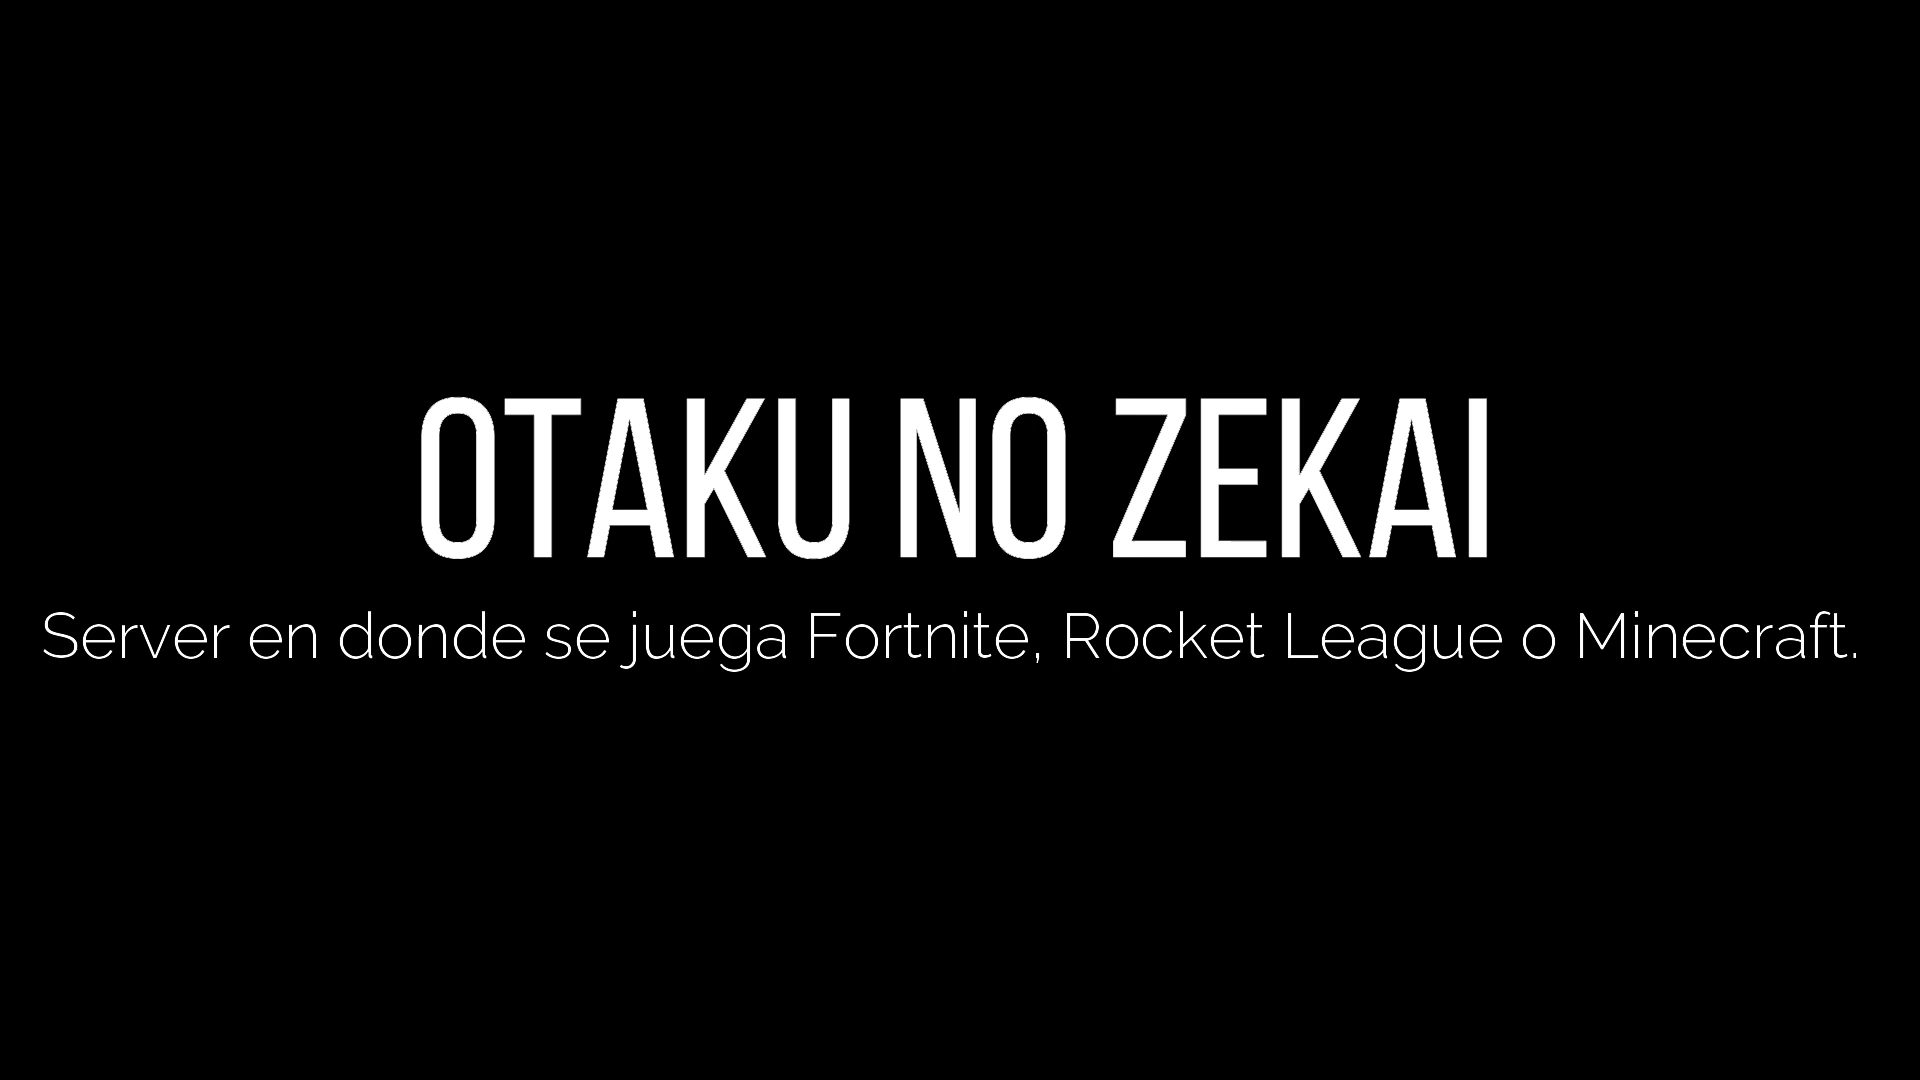 OTAKU NO ZEKAI
Server en donde se juega Fortnite, Rocket League o Minecraft.